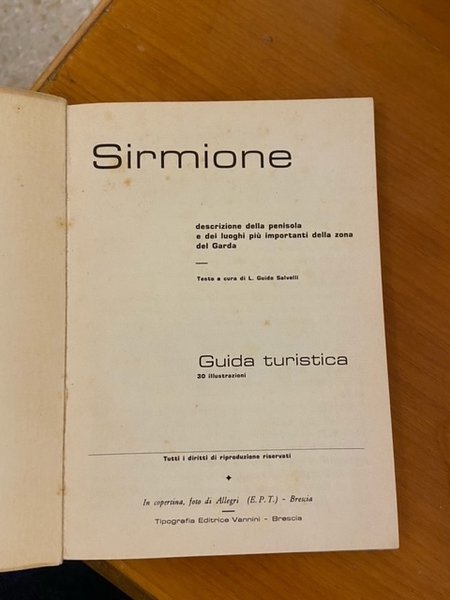 Sirmione
descrizione della penisola
e dei luoghi più importanti della zona
del Garda
Testo a cura di L. Guido Salvelli
Guida turistica
30 illustrazioni
Tutti i diritti di riproduzione riservati
In copertina, foto di Allegri (E.P.T.) - Brescia
Tipografia Editrice Vannini - Brescia